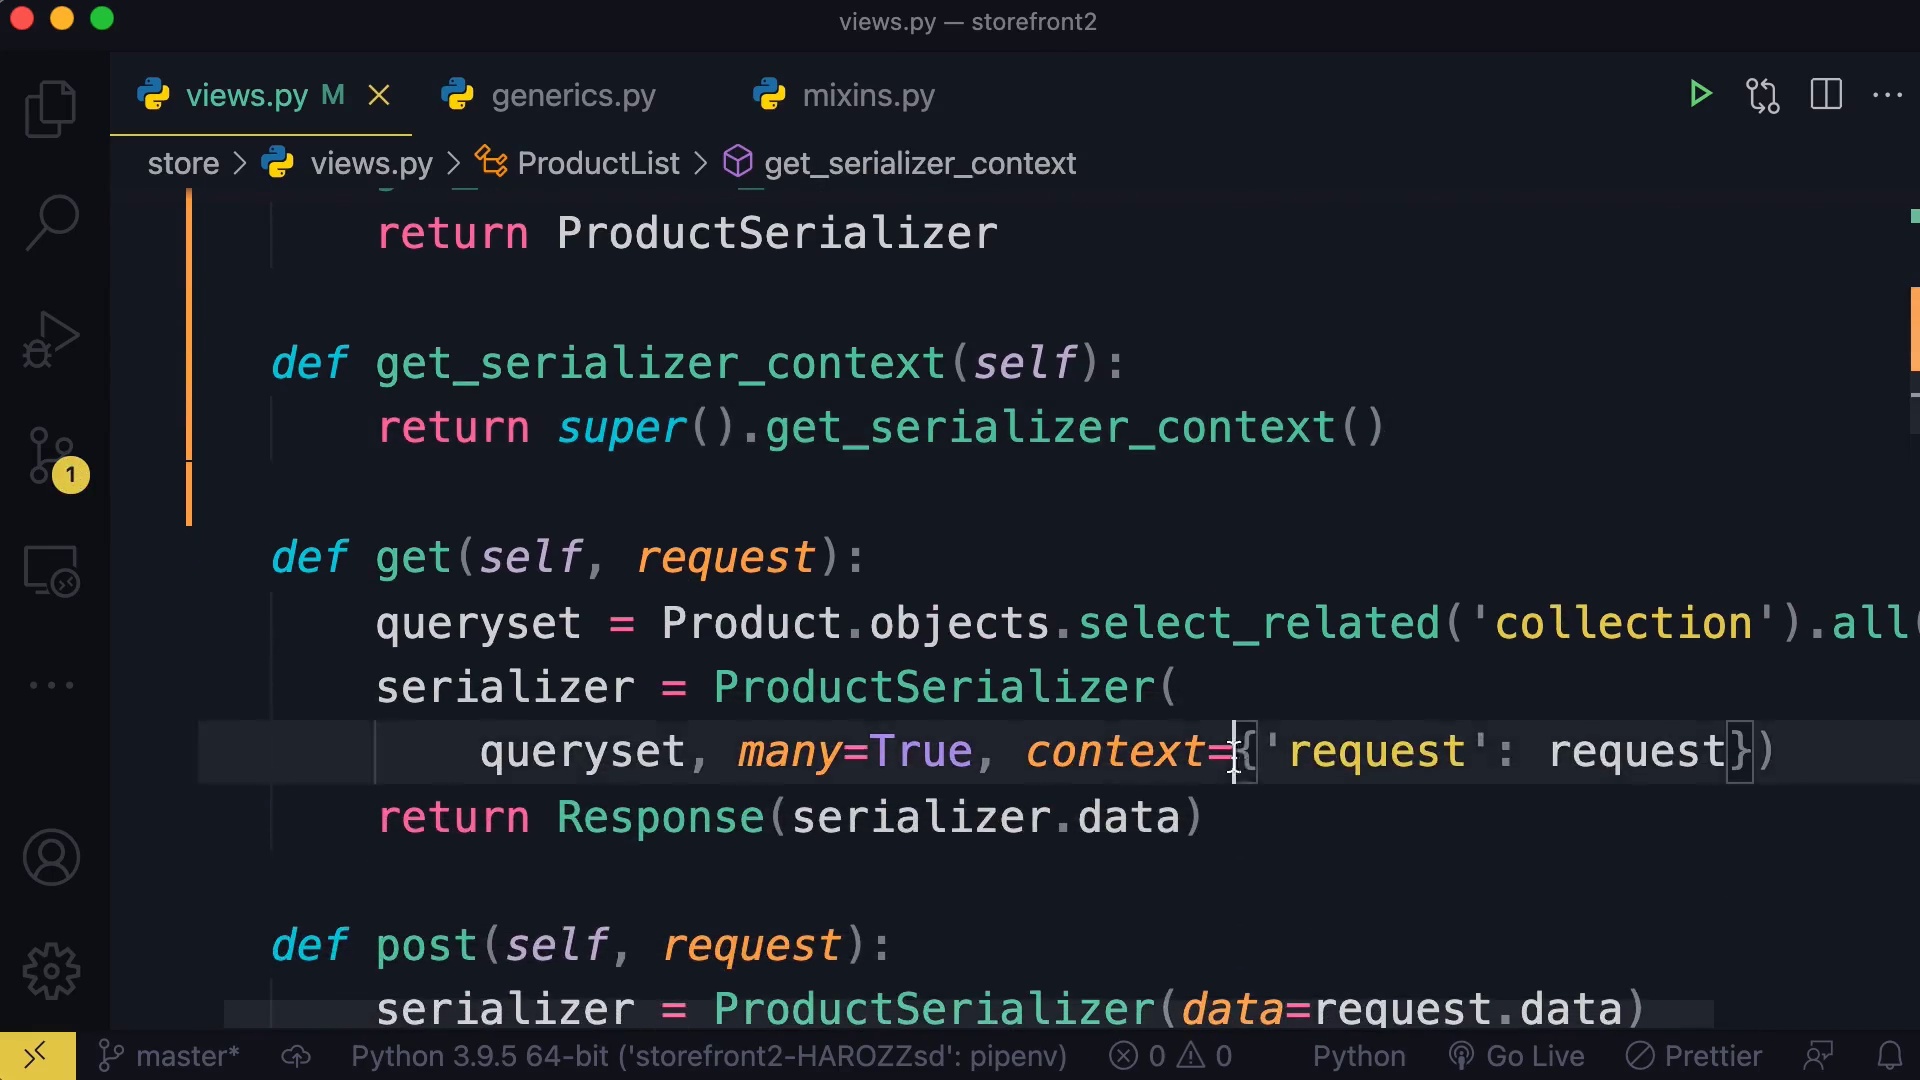 views.py — storefront2
views.py M generics.py mixins.py
store > views.py > ProductList > get_serializer_context
return ProductSerializer
def get_serializer_context(self):
return super().get_serializer_context()
def get(self, request):
queryset = Product.objects.select_related('collection').all(
serializer = ProductSerializer(
queryset, many=True, context={'request': request})
return Response(serializer.data)
def post(self, request):
serializer = ProductSerializer(data=request.data)
1
master* Python 3.9.5 64-bit ('storefront2-HAROZZsd': pipenv) 0 0 Python Go Live Prettier